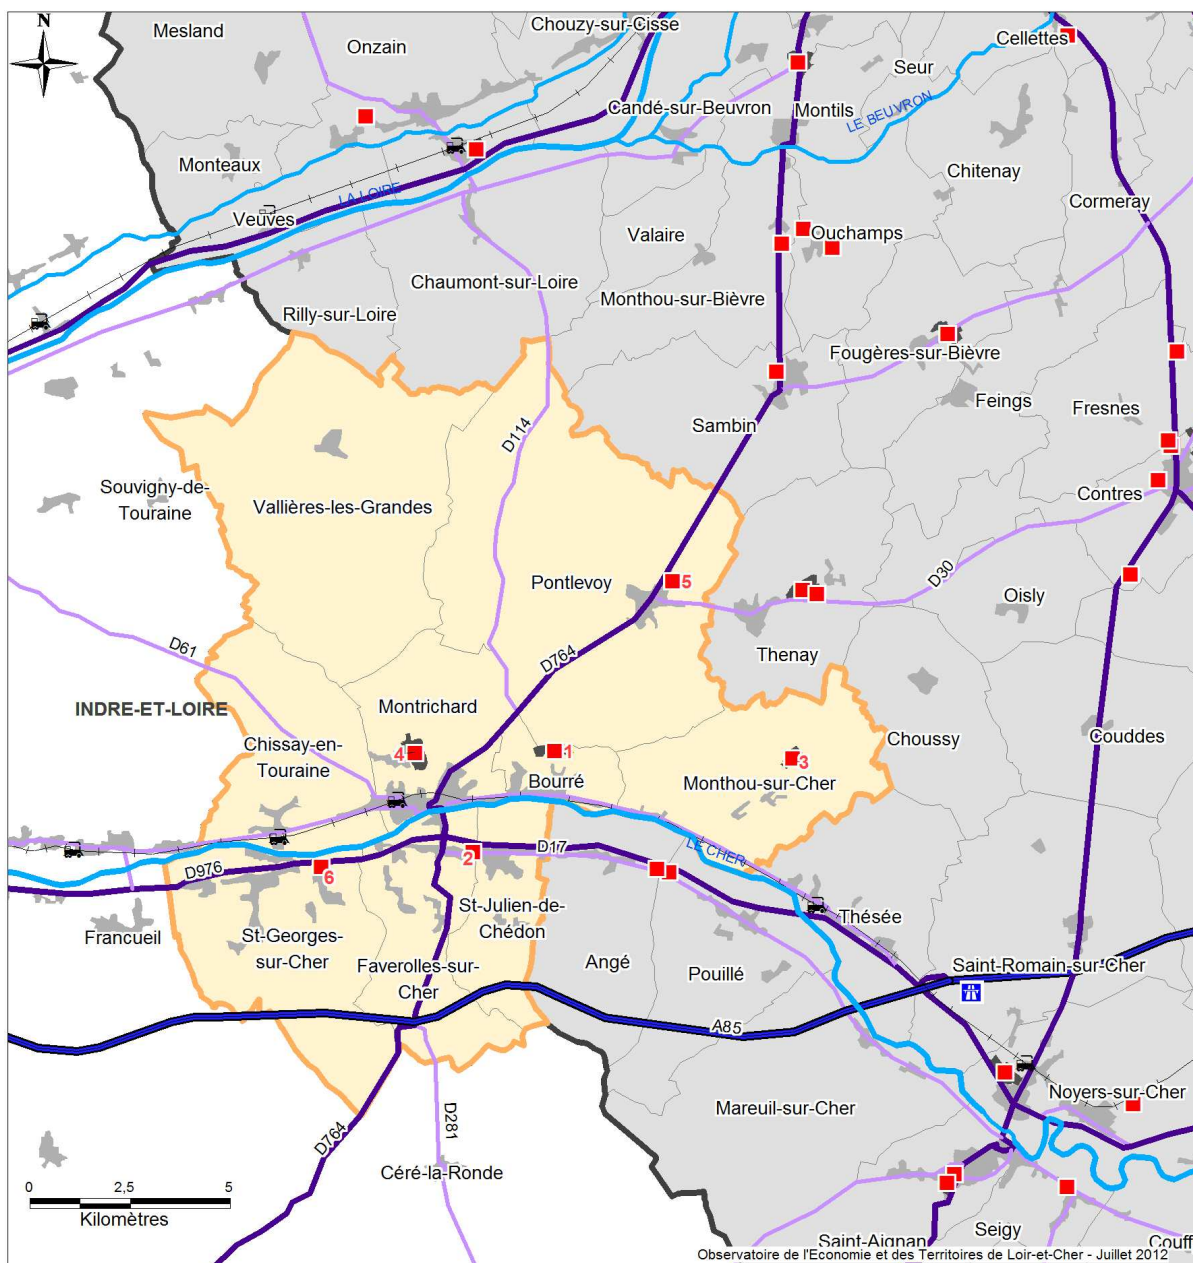 N
Mesland
Onzain
Chouzy-sur-Cisse
Cellettes
Seur
Candé-sur-Beuvron
Montils
LE BEUVRON
Monteaux
Chitenay
LA LOIRE
Cormeray
Veuves
Valaire
Ouchamps
Chaumont-sur-Loire
Monthou-sur-Bièvre
Rilly-sur-Loire
Fougères-sur-Bièvre
Feings
Fresnes
Sambin
D114
Souvigny-de-
Touraine
Vallières-les-Grandes
Contres
Pontlevoy
5
D30
Oisly
D61
D764
Thenay
INDRE-ET-LOIRE
Montrichard
Chissay-en-
Touraine
4
1
Bourré
3
Monthou-sur-Cher
Choussy
Couddes
D17
LE CHER
2
D976
6
St-Julien-de-
Chédon
Thésée
Francueil
St-Georges-
sur-Cher
Faverolles-sur-
Cher
Angé
Pouillé
Saint-Romain-sur-Cher
A85
Mareuil-sur-Cher
Noyers-sur-Cher
D764
D281
Céré-la-Ronde
0 2,5 5
Kilomètres
Saint-Aignan
Seigy
Couff
Observatoire de l'Economie et des Territoires de Loir-et-Cher - Juillet 2012